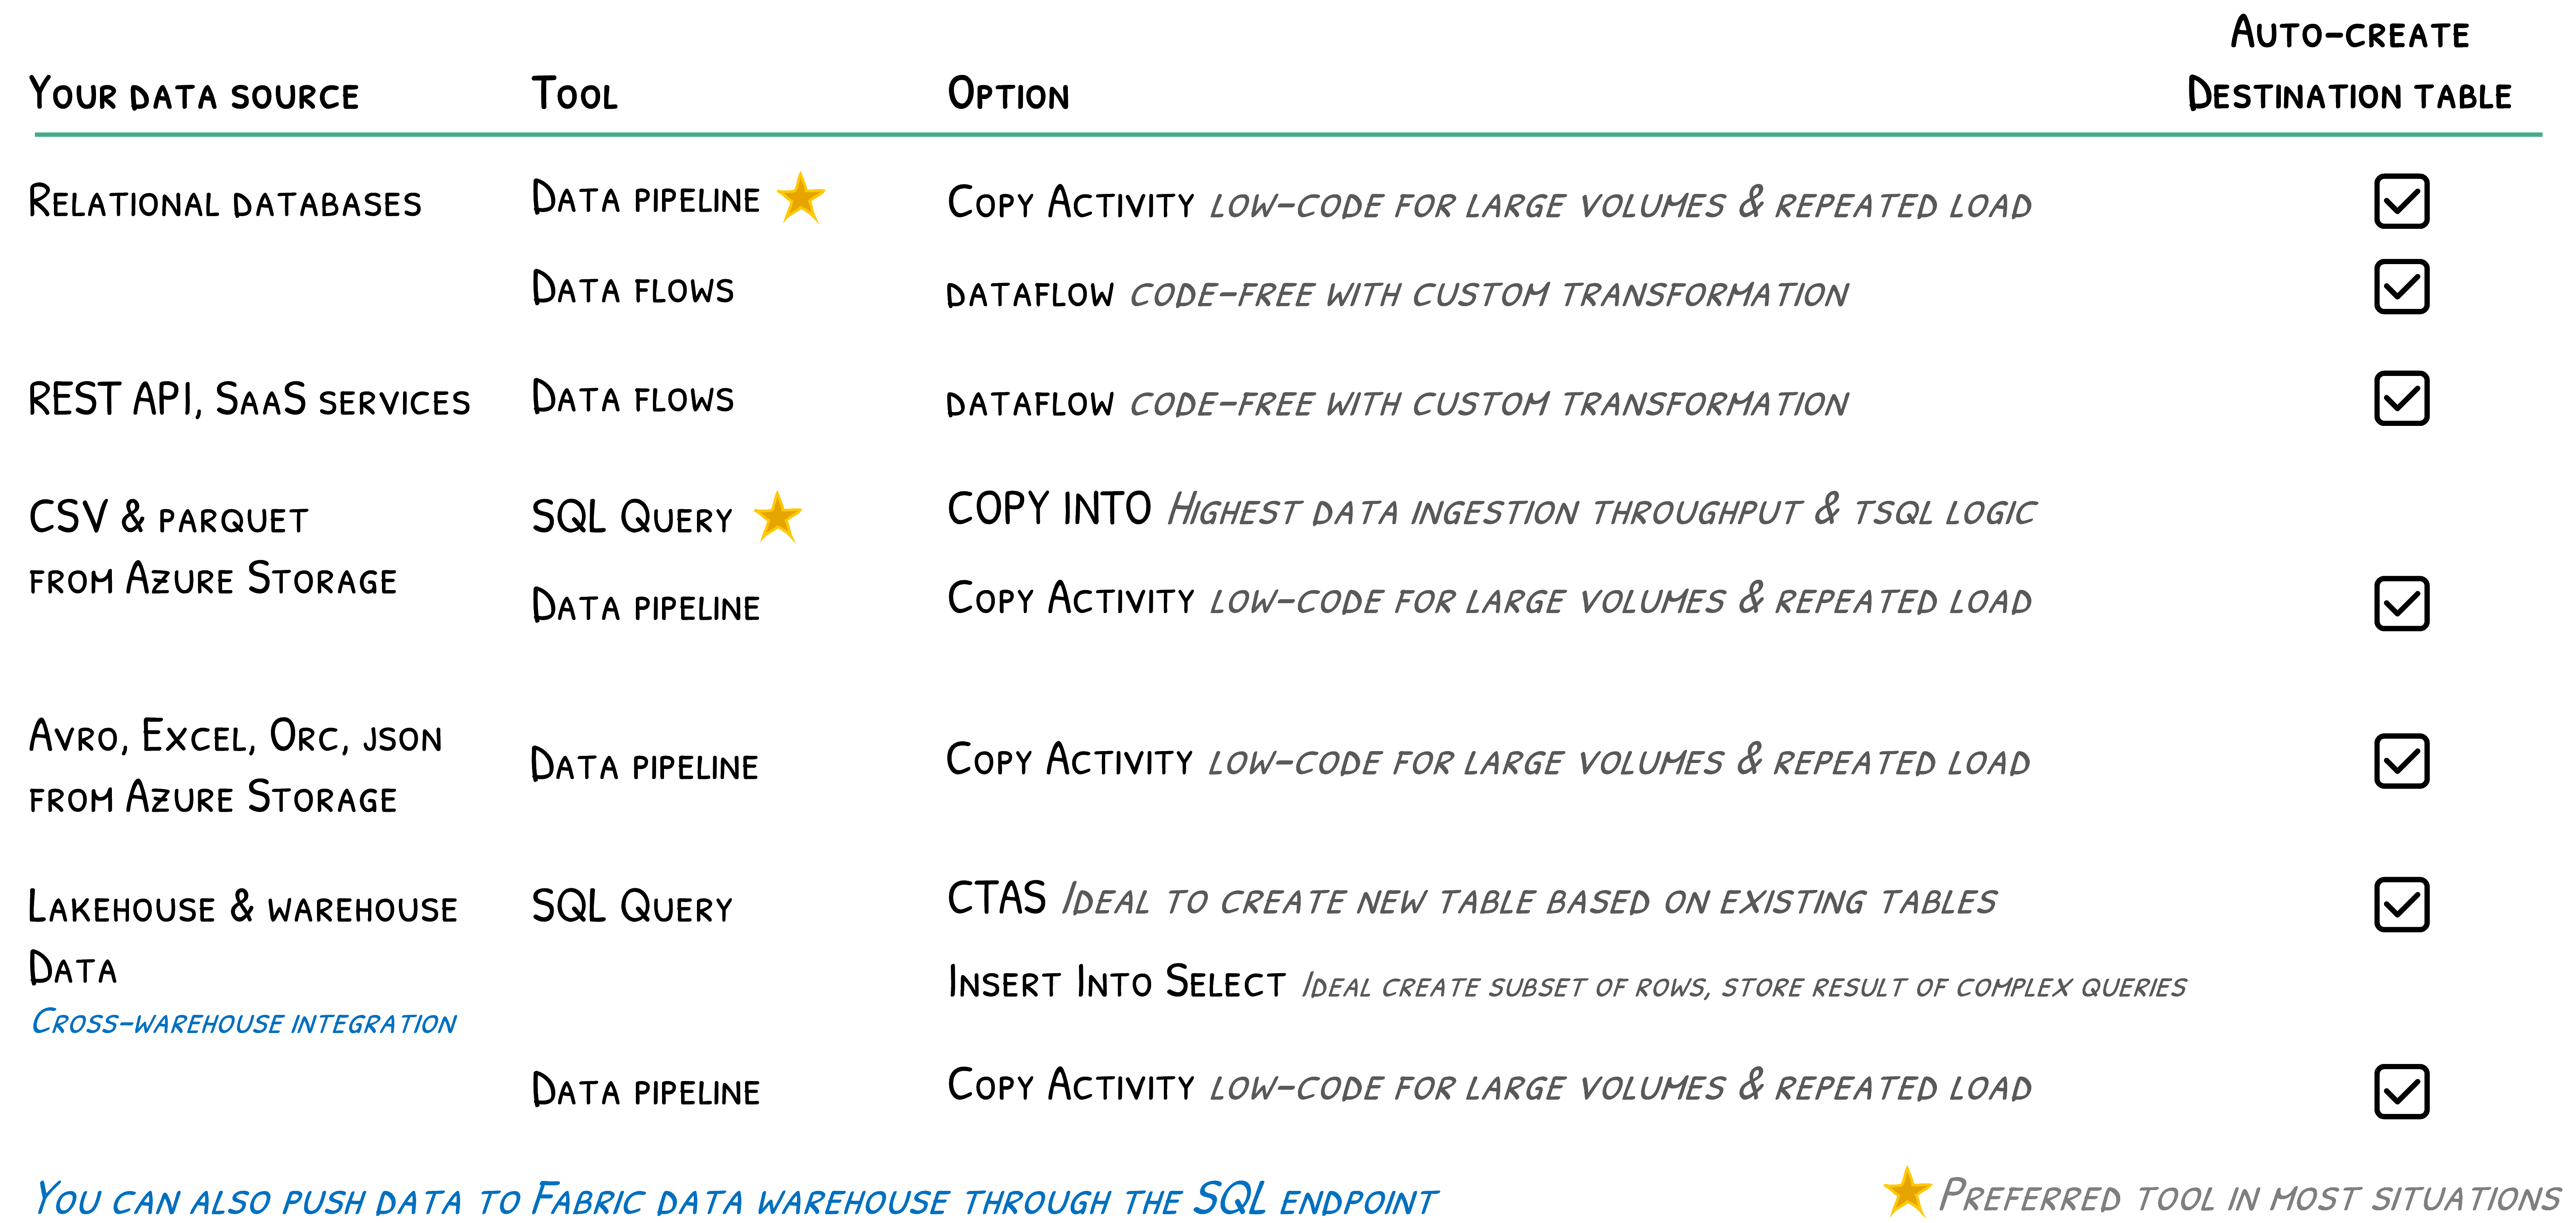 Auto-create
Your data source Tool Option Destination table
Relational databases Data pipeline Copy Activity low-code for large volumes & repeated load
Data flows dataflow code-free with custom transformation
REST API, SaaS services Data flows dataflow code-free with custom transformation
CSV & parquet SQL Query COPY INTO Highest data ingestion throughput & tsql logic
from Azure Storage
Data pipeline Copy Activity low-code for large volumes & repeated load
Avro, Excel, Orc, json
Data pipeline Copy Activity low-code for large volumes & repeated load
from Azure Storage
Lakehouse & warehouse SQL Query CTAS Ideal to create new table based on existing tables
Data
Insert Into Select Ideal create subset of rows, store result of complex queries
Cross-warehouse integration
Data pipeline Copy Activity low-code for large volumes & repeated load
You can also push data to Fabric data warehouse through the SQL endpoint
Preferred tool in most situations